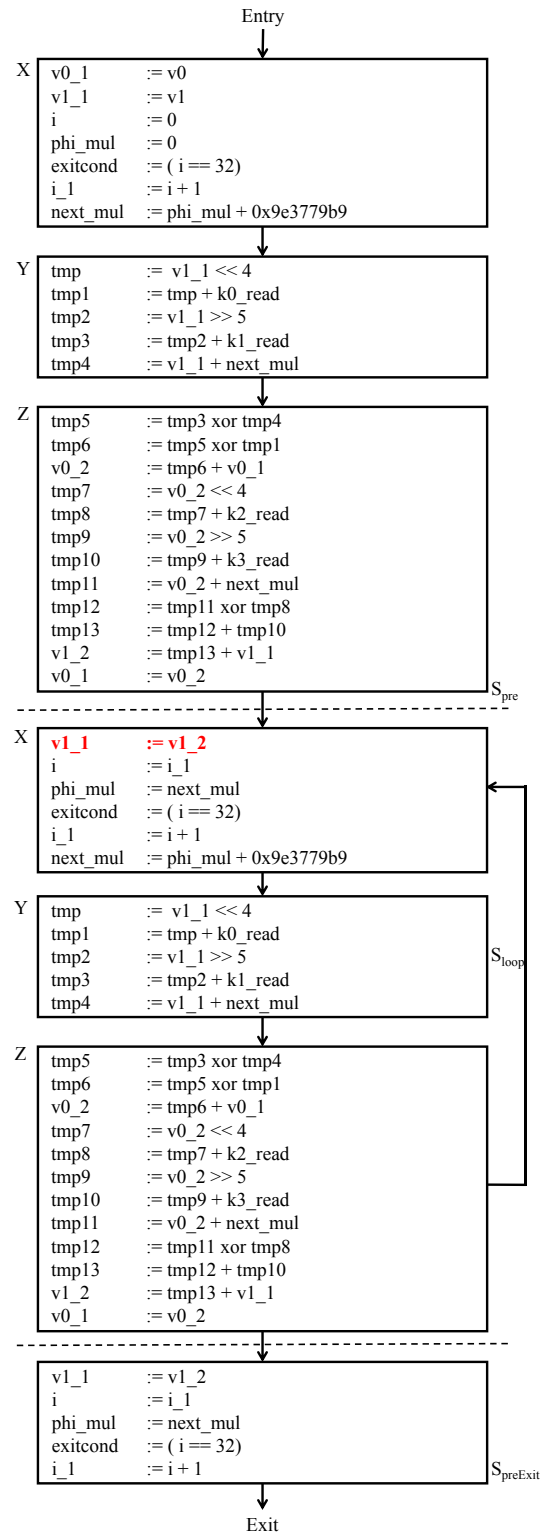 Entry
X
v0_1 := v0
v1_1 := v1
i := 0
phi_mul := 0
exitcond := ( i == 32)
i_1 := i + 1
next_mul := phi_mul + 0x9e3779b9
Y
tmp := v1_1 << 4
tmp1 := tmp + k0_read
tmp2 := v1_1 >> 5
tmp3 := tmp2 + k1_read
tmp4 := v1_1 + next_mul
Z
tmp5 := tmp3 xor tmp4
tmp6 := tmp5 xor tmp1
v0_2 := tmp6 + v0_1
tmp7 := v0_2 << 4
tmp8 := tmp7 + k2_read
tmp9 := v0_2 >> 5
tmp10 := tmp9 + k3_read
tmp11 := v0_2 + next_mul
tmp12 := tmp11 xor tmp8
tmp13 := tmp12 + tmp10
v1_2 := tmp13 + v1_1
v0_1 := v0_2
Spre
X
v1_1 := v1_2
i := i_1
phi_mul := next_mul
exitcond := ( i == 32)
i_1 := i + 1
next_mul := phi_mul + 0x9e3779b9
Y
tmp := v1_1 << 4
tmp1 := tmp + k0_read
tmp2 := v1_1 >> 5
tmp3 := tmp2 + k1_read
tmp4 := v1_1 + next_mul
Sloop
Z
tmp5 := tmp3 xor tmp4
tmp6 := tmp5 xor tmp1
v0_2 := tmp6 + v0_1
tmp7 := v0_2 << 4
tmp8 := tmp7 + k2_read
tmp9 := v0_2 >> 5
tmp10 := tmp9 + k3_read
tmp11 := v0_2 + next_mul
tmp12 := tmp11 xor tmp8
tmp13 := tmp12 + tmp10
v1_2 := tmp13 + v1_1
v0_1 := v0_2
v1_1 := v1_2
i := i_1
phi_mul := next_mul
exitcond := ( i == 32)
i_1 := i + 1
SpreExit
Exit